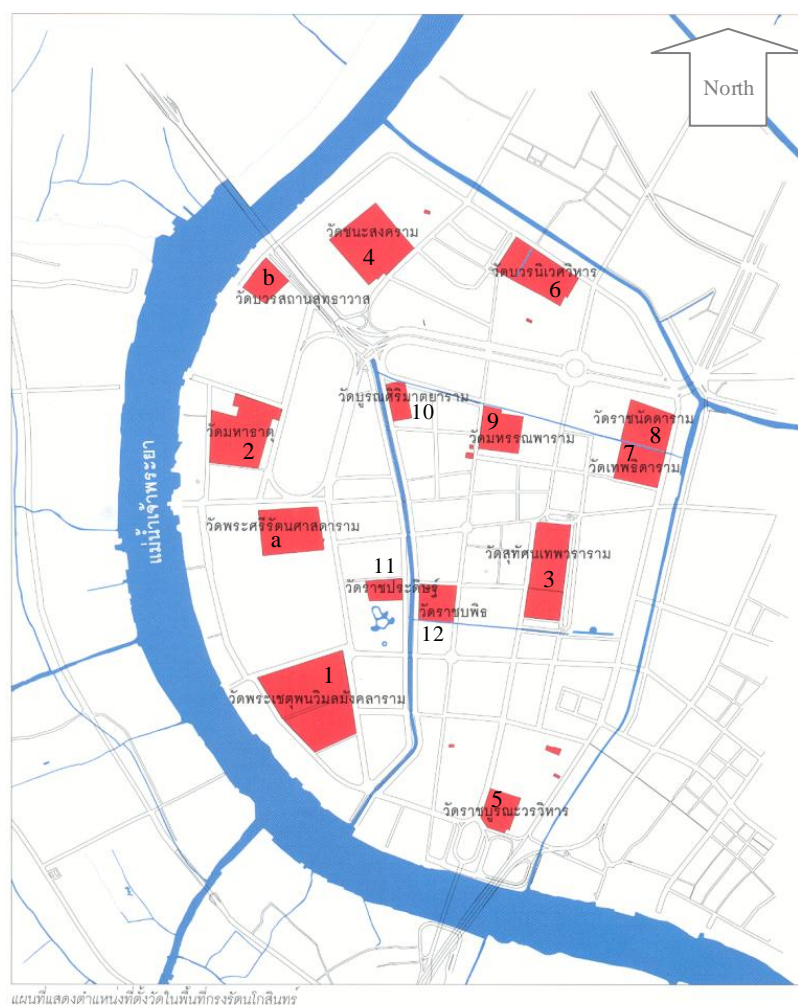 North
วัดชนะสงคราม
4
วัดบวรนิเวศวิหาร
6
b
วัดบวรสถานสุทธาวาส
วัดบุรณศิริมาตยาราม
10
9
วัดมหรรณพาราม
วัดราชนัดดาราม
8
7
วัดเทพธิดาราม
วัดมหาธาตุ
2
แม่น้ำเจ้าพระยา
วัดพระศรีรัตนศาสดาราม
a
วัดสุทัศนเทพวราราม
3
11
วัดราชประดิษฐ์
วัดราชบพิธ
12
1
วัดพระเชตุพนวิมลมังคลาราม
5
วัดราชบูรณะวรวิหาร
แผนที่แสดงตำแหน่งที่ตั้งวัดในพื้นที่กรุงรัตนโกสินทร์